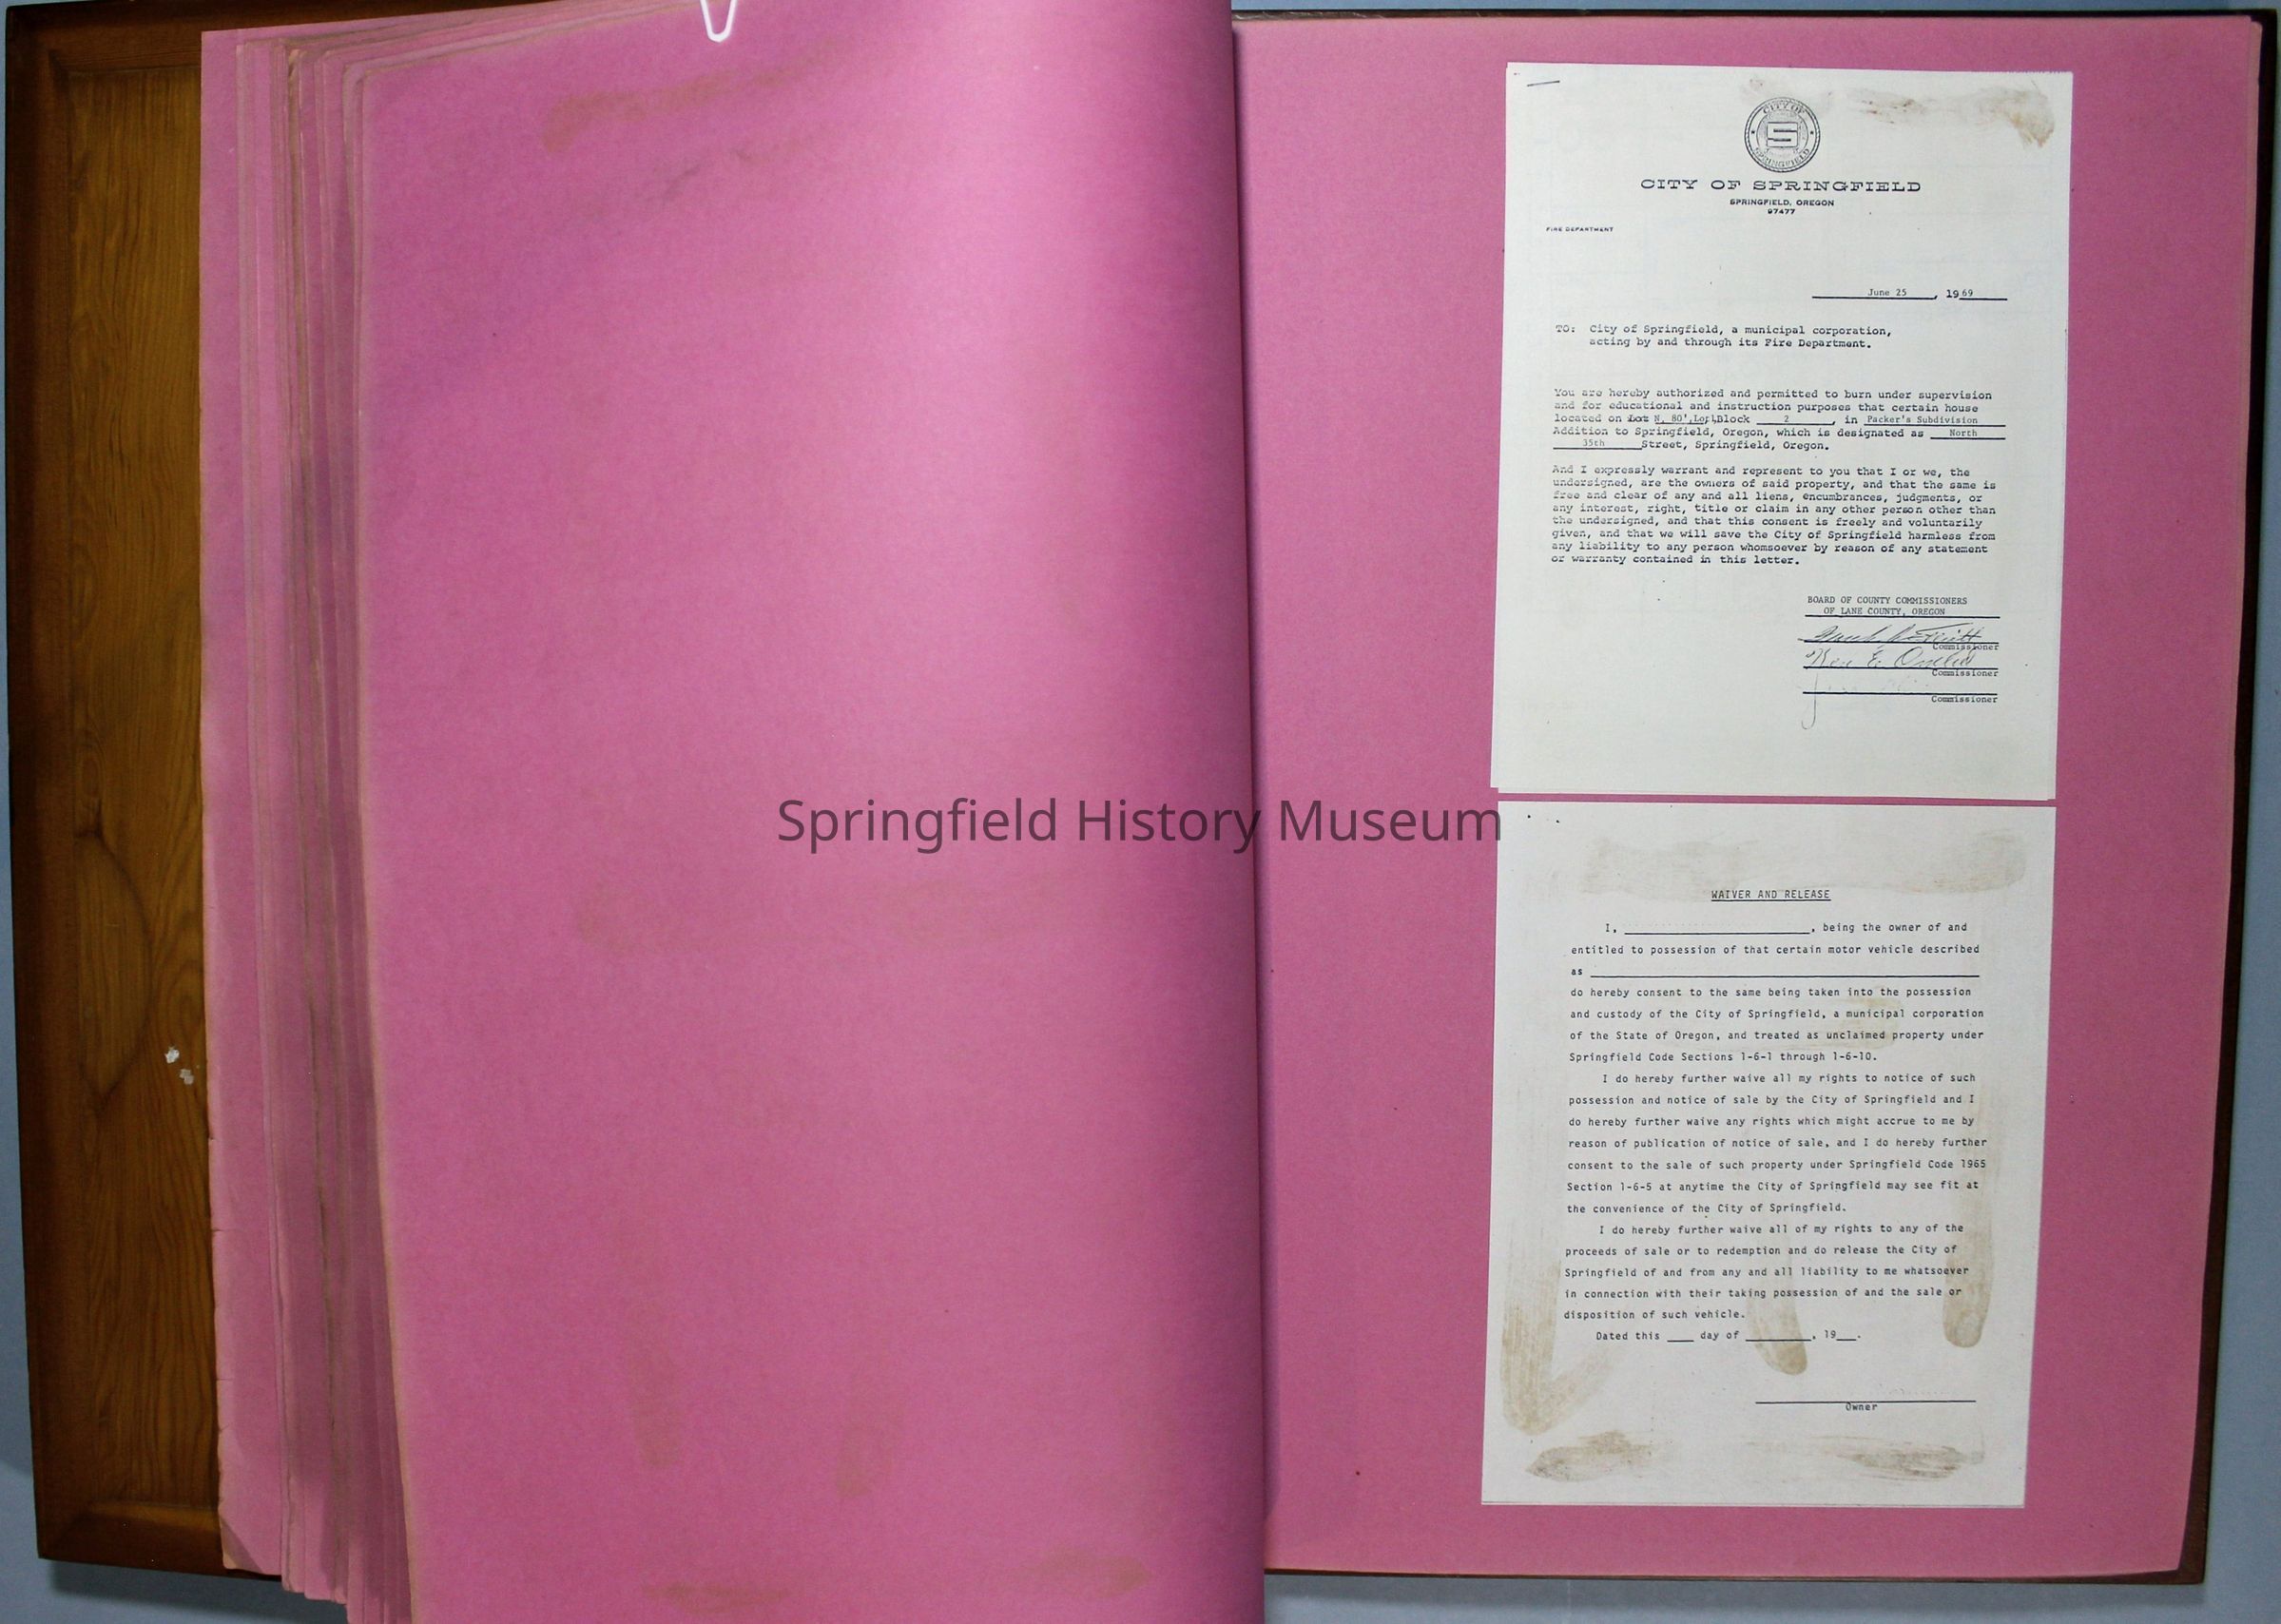 CITY OF
S
SPRINGFIELD
CITY OF SPRINGFIELD
SPRINGFIELD, OREGON
97477
FIRE DEPARTMENT
June 25, 1969
TO: City of Springfield, a municipal corporation,
acting by and through its Fire Department.
You are hereby authorized and permitted to burn under supervision
and for educational and instruction purposes that certain house
located on Lot N. 80', Lot 1, Block 2, in Packer's Subdivision
Addition to Springfield, Oregon, which is designated as North
35th Street, Springfield, Oregon.
And I expressly warrant and represent to you that I or we, the
undersigned, are the owners of said property, and that the same is
free and clear of any and all liens, encumbrances, judgments, or
any interest, right, title or claim in any other person other than
the undersigned, and that this consent is freely and voluntarily
given, and that we will save the City of Springfield harmless from
any liability to any person whomsoever by reason of any statement
or warranty contained in this letter.
BOARD OF COUNTY COMMISSIONERS
OF LANE COUNTY, OREGON
Commissioner
Commissioner
Commissioner
Springfield History Museum
WAIVER AND RELEASE
I, ____________________, being the owner of and
entitled to possession of that certain motor vehicle described
as ____________________
do hereby consent to the same being taken into the possession
and custody of the City of Springfield, a municipal corporation
of the State of Oregon, and treated as unclaimed property under
Springfield Code Sections 1-6-1 through 1-6-10.
I do hereby further waive all my rights to notice of such
possession and notice of sale by the City of Springfield and I
do hereby further waive any rights which might accrue to me by
reason of publication of notice of sale, and I do hereby further
consent to the sale of such property under Springfield Code 1965
Section 1-6-5 at anytime the City of Springfield may see fit at
the convenience of the City of Springfield.
I do hereby further waive all of my rights to any of the
proceeds of sale or to redemption and do release the City of
Springfield of and from any and all liability to me whatsoever
in connection with their taking possession of and the sale or
disposition of such vehicle.
Dated this ___ day of ________, 19__.
Owner